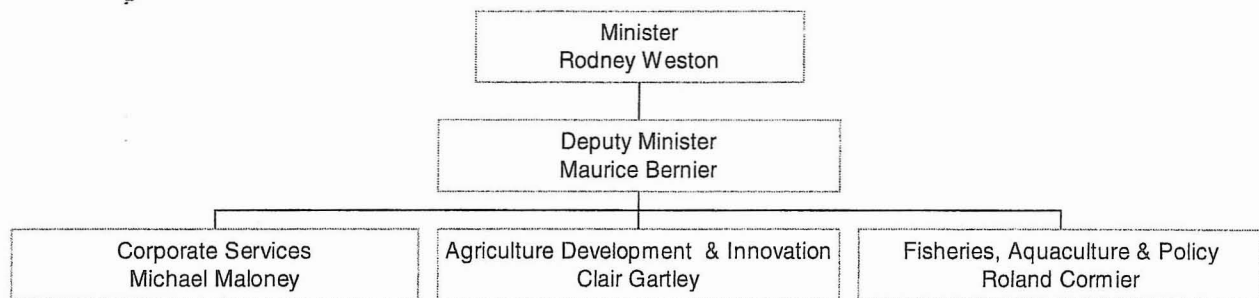 Minister
Rodney Weston
Deputy Minister
Maurice Bernier
Corporate Services
Michael Maloney
Agriculture Development & Innovation
Clair Gartley
Fisheries, Aquaculture & Policy
Roland Cormier